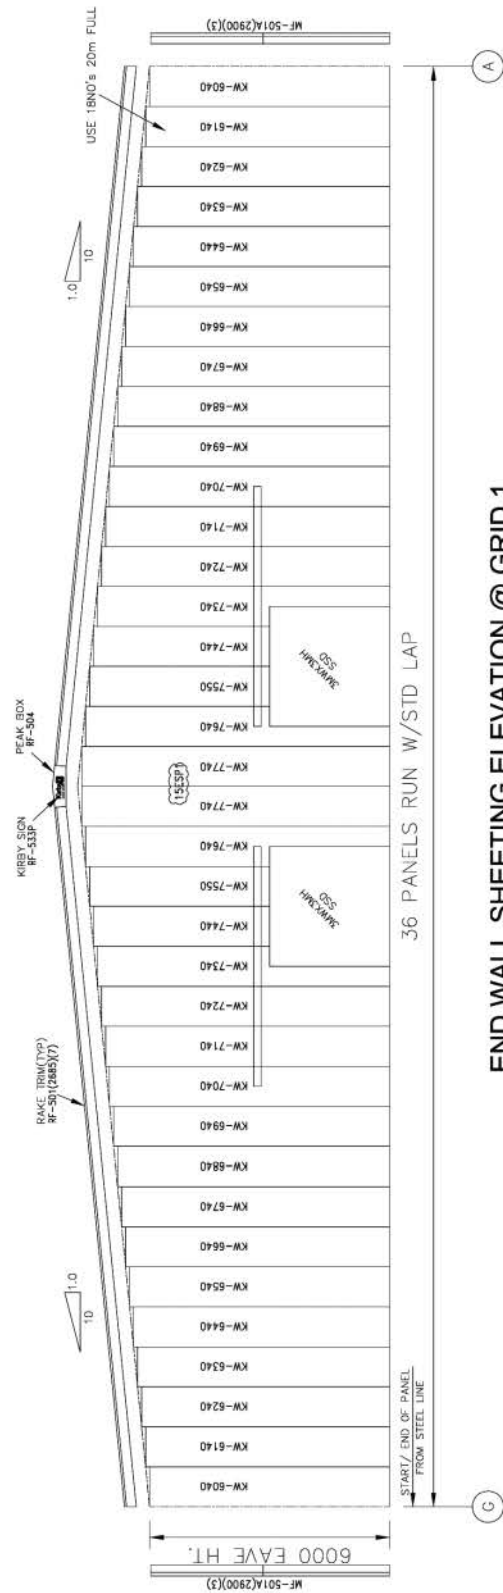 KIRBY SIGN
RF-533P
PEAK BOX
RF-504
RAKE TRIM(TYP)
RF-501(2685)(7)
USE 18NO's 20m FULL
1.0
10
1.0
10
MF-501A(2900)(3)
6000 EAVE HT.
KW-6040
KW-6140
KW-6240
KW-6340
KW-6440
KW-6540
KW-6640
KW-6740
KW-6840
KW-6940
KW-7040
KW-7140
KW-7240
KW-7340
KW-7440
KW-7550
KW-7640
KW-7740
15ESP1
KW-7740
KW-7640
KW-7550
KW-7440
KW-7340
KW-7240
KW-7140
KW-7040
KW-6940
KW-6840
KW-6740
KW-6640
KW-6540
KW-6440
KW-6340
KW-6240
KW-6140
KW-6040
MF-501A(2900)(3)
3MWX3MH
SSD
3MWX3MH
SSD
START/ END OF PANEL
FROM STEEL LINE
36 PANELS RUN W/STD LAP
G
A
END WALL SHEETING ELEVATION @ GRID 1